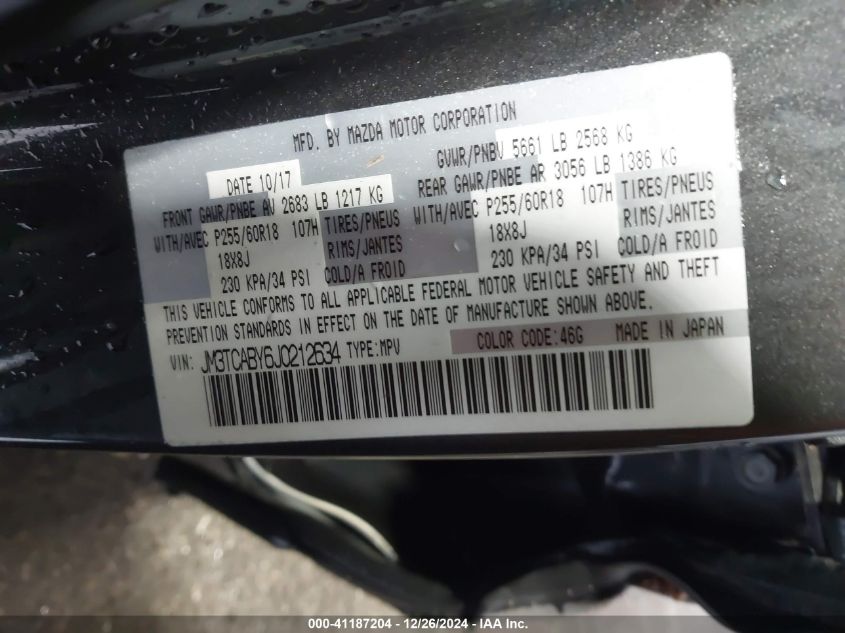 MFD. BY MAZDA MOTOR CORPORATION
DATE 10/17 GVWR/PNBV 5661 LB 2568 KG
FRONT GAWR/PNBE AV 2683 LB 1217 KG REAR GAWR/PNBE AR 3056 LB 1386 KG
WITH/AVEC P255/60R18 107H TIRES/PNEUS WITH/AVEC P255/60R18 107H TIRES/PNEUS
18X8J RIMS/JANTES 18X8J RIMS/JANTES
230 KPA/34 PSI COLD/A FROID 230 KPA/34 PSI COLD/A FROID
THIS VEHICLE CONFORMS TO ALL APPLICABLE FEDERAL MOTOR VEHICLE SAFETY AND THEFT
PREVENTION STANDARDS IN EFFECT ON THE DATE OF MANUFACTURE SHOWN ABOVE.
VIN: JM3TCABY6J0212634 TYPE:MPV COLOR CODE:46G MADE IN JAPAN
000-41187204 - 12/26/2024 - IAA Inc.